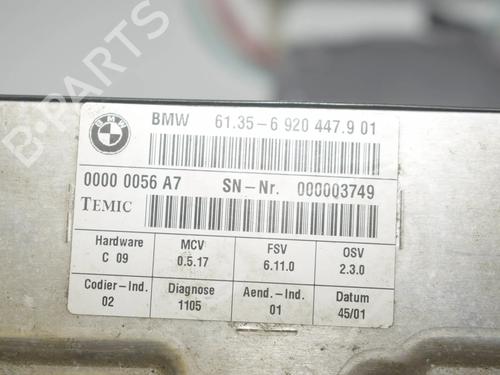 BMW 61.35-6 920 447.9 01
0000 0056 A7 SN-Nr. 000003749
TEMIC
Hardware MCV FSV OSV
C 09 0.5.17 6.11.0 2.3.0
Codier-Ind. Diagnose Aend.-Ind. Datum
02 1105 01 45/01
B-PARTS